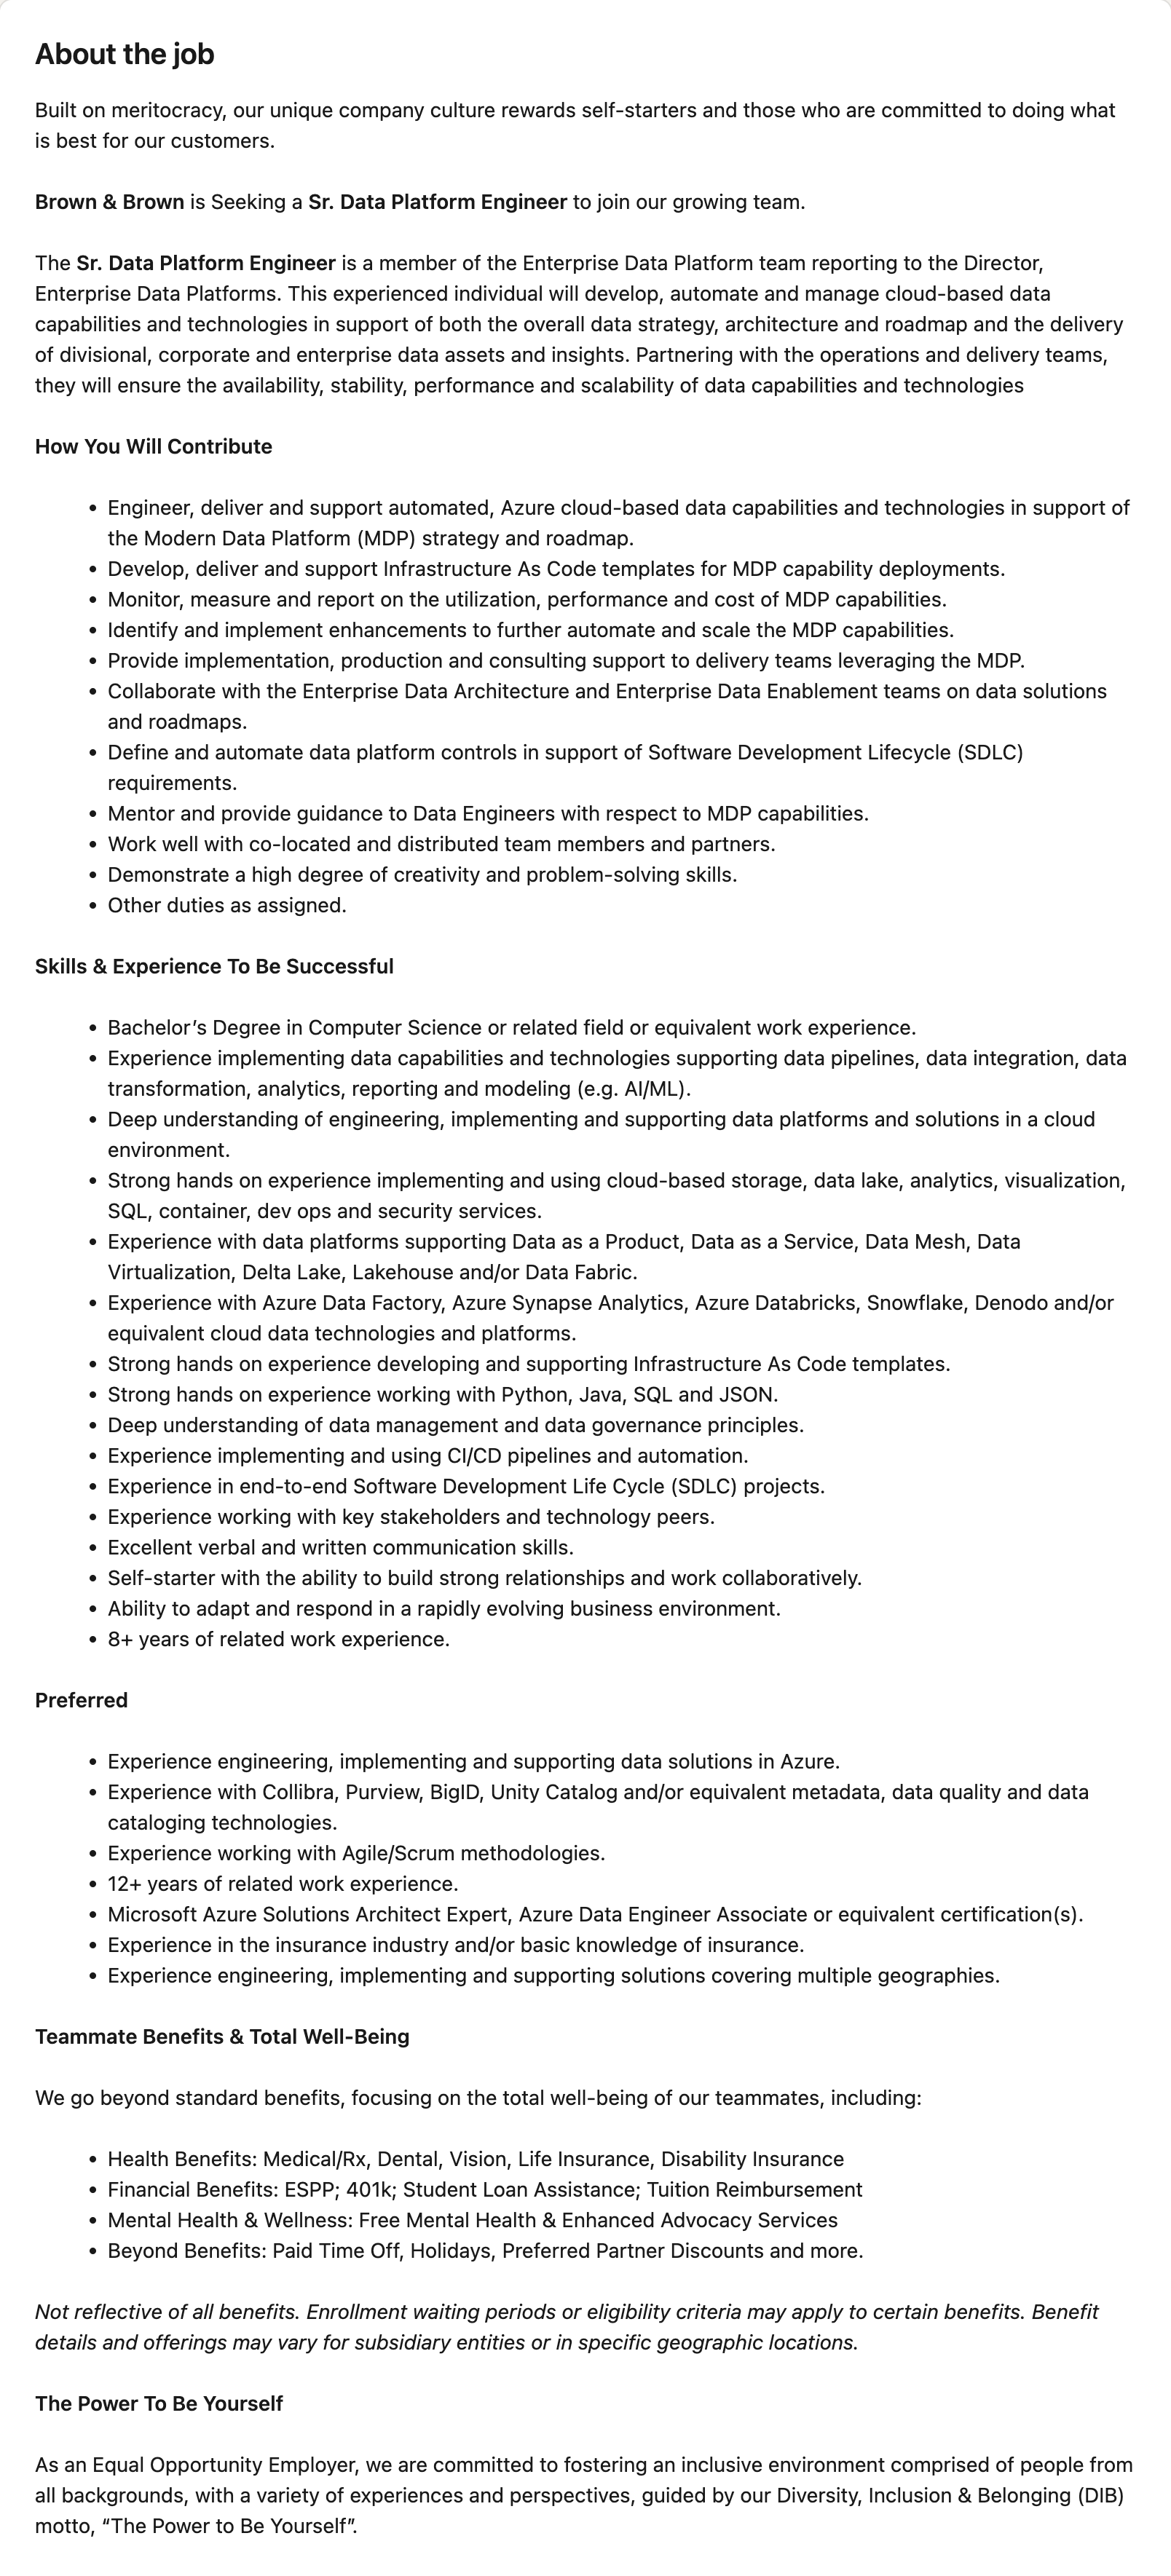 About the job
Built on meritocracy, our unique company culture rewards self-starters and those who are committed to doing what
is best for our customers.
Brown & Brown is Seeking a Sr. Data Platform Engineer to join our growing team.
The Sr. Data Platform Engineer is a member of the Enterprise Data Platform team reporting to the Director,
Enterprise Data Platforms. This experienced individual will develop, automate and manage cloud-based data
capabilities and technologies in support of both the overall data strategy, architecture and roadmap and the delivery
of divisional, corporate and enterprise data assets and insights. Partnering with the operations and delivery teams,
they will ensure the availability, stability, performance and scalability of data capabilities and technologies
How You Will Contribute
• Engineer, deliver and support automated, Azure cloud-based data capabilities and technologies in support of
the Modern Data Platform (MDP) strategy and roadmap.
• Develop, deliver and support Infrastructure As Code templates for MDP capability deployments.
• Monitor, measure and report on the utilization, performance and cost of MDP capabilities.
• Identify and implement enhancements to further automate and scale the MDP capabilities.
• Provide implementation, production and consulting support to delivery teams leveraging the MDP.
• Collaborate with the Enterprise Data Architecture and Enterprise Data Enablement teams on data solutions
and roadmaps.
• Define and automate data platform controls in support of Software Development Lifecycle (SDLC)
requirements.
• Mentor and provide guidance to Data Engineers with respect to MDP capabilities.
• Work well with co-located and distributed team members and partners.
• Demonstrate a high degree of creativity and problem-solving skills.
• Other duties as assigned.
Skills & Experience To Be Successful
• Bachelor’s Degree in Computer Science or related field or equivalent work experience.
• Experience implementing data capabilities and technologies supporting data pipelines, data integration, data
transformation, analytics, reporting and modeling (e.g. AI/ML).
• Deep understanding of engineering, implementing and supporting data platforms and solutions in a cloud
environment.
• Strong hands on experience implementing and using cloud-based storage, data lake, analytics, visualization,
SQL, container, dev ops and security services.
• Experience with data platforms supporting Data as a Product, Data as a Service, Data Mesh, Data
Virtualization, Delta Lake, Lakehouse and/or Data Fabric.
• Experience with Azure Data Factory, Azure Synapse Analytics, Azure Databricks, Snowflake, Denodo and/or
equivalent cloud data technologies and platforms.
• Strong hands on experience developing and supporting Infrastructure As Code templates.
• Strong hands on experience working with Python, Java, SQL and JSON.
• Deep understanding of data management and data governance principles.
• Experience implementing and using CI/CD pipelines and automation.
• Experience in end-to-end Software Development Life Cycle (SDLC) projects.
• Experience working with key stakeholders and technology peers.
• Excellent verbal and written communication skills.
• Self-starter with the ability to build strong relationships and work collaboratively.
• Ability to adapt and respond in a rapidly evolving business environment.
• 8+ years of related work experience.
Preferred
• Experience engineering, implementing and supporting data solutions in Azure.
• Experience with Collibra, Purview, BigID, Unity Catalog and/or equivalent metadata, data quality and data
cataloging technologies.
• Experience working with Agile/Scrum methodologies.
• 12+ years of related work experience.
• Microsoft Azure Solutions Architect Expert, Azure Data Engineer Associate or equivalent certification(s).
• Experience in the insurance industry and/or basic knowledge of insurance.
• Experience engineering, implementing and supporting solutions covering multiple geographies.
Teammate Benefits & Total Well-Being
We go beyond standard benefits, focusing on the total well-being of our teammates, including:
• Health Benefits: Medical/Rx, Dental, Vision, Life Insurance, Disability Insurance
• Financial Benefits: ESPP; 401k; Student Loan Assistance; Tuition Reimbursement
• Mental Health & Wellness: Free Mental Health & Enhanced Advocacy Services
• Beyond Benefits: Paid Time Off, Holidays, Preferred Partner Discounts and more.
Not reflective of all benefits. Enrollment waiting periods or eligibility criteria may apply to certain benefits. Benefit
details and offerings may vary for subsidiary entities or in specific geographic locations.
The Power To Be Yourself
As an Equal Opportunity Employer, we are committed to fostering an inclusive environment comprised of people from
all backgrounds, with a variety of experiences and perspectives, guided by our Diversity, Inclusion & Belonging (DIB)
motto, “The Power to Be Yourself”.